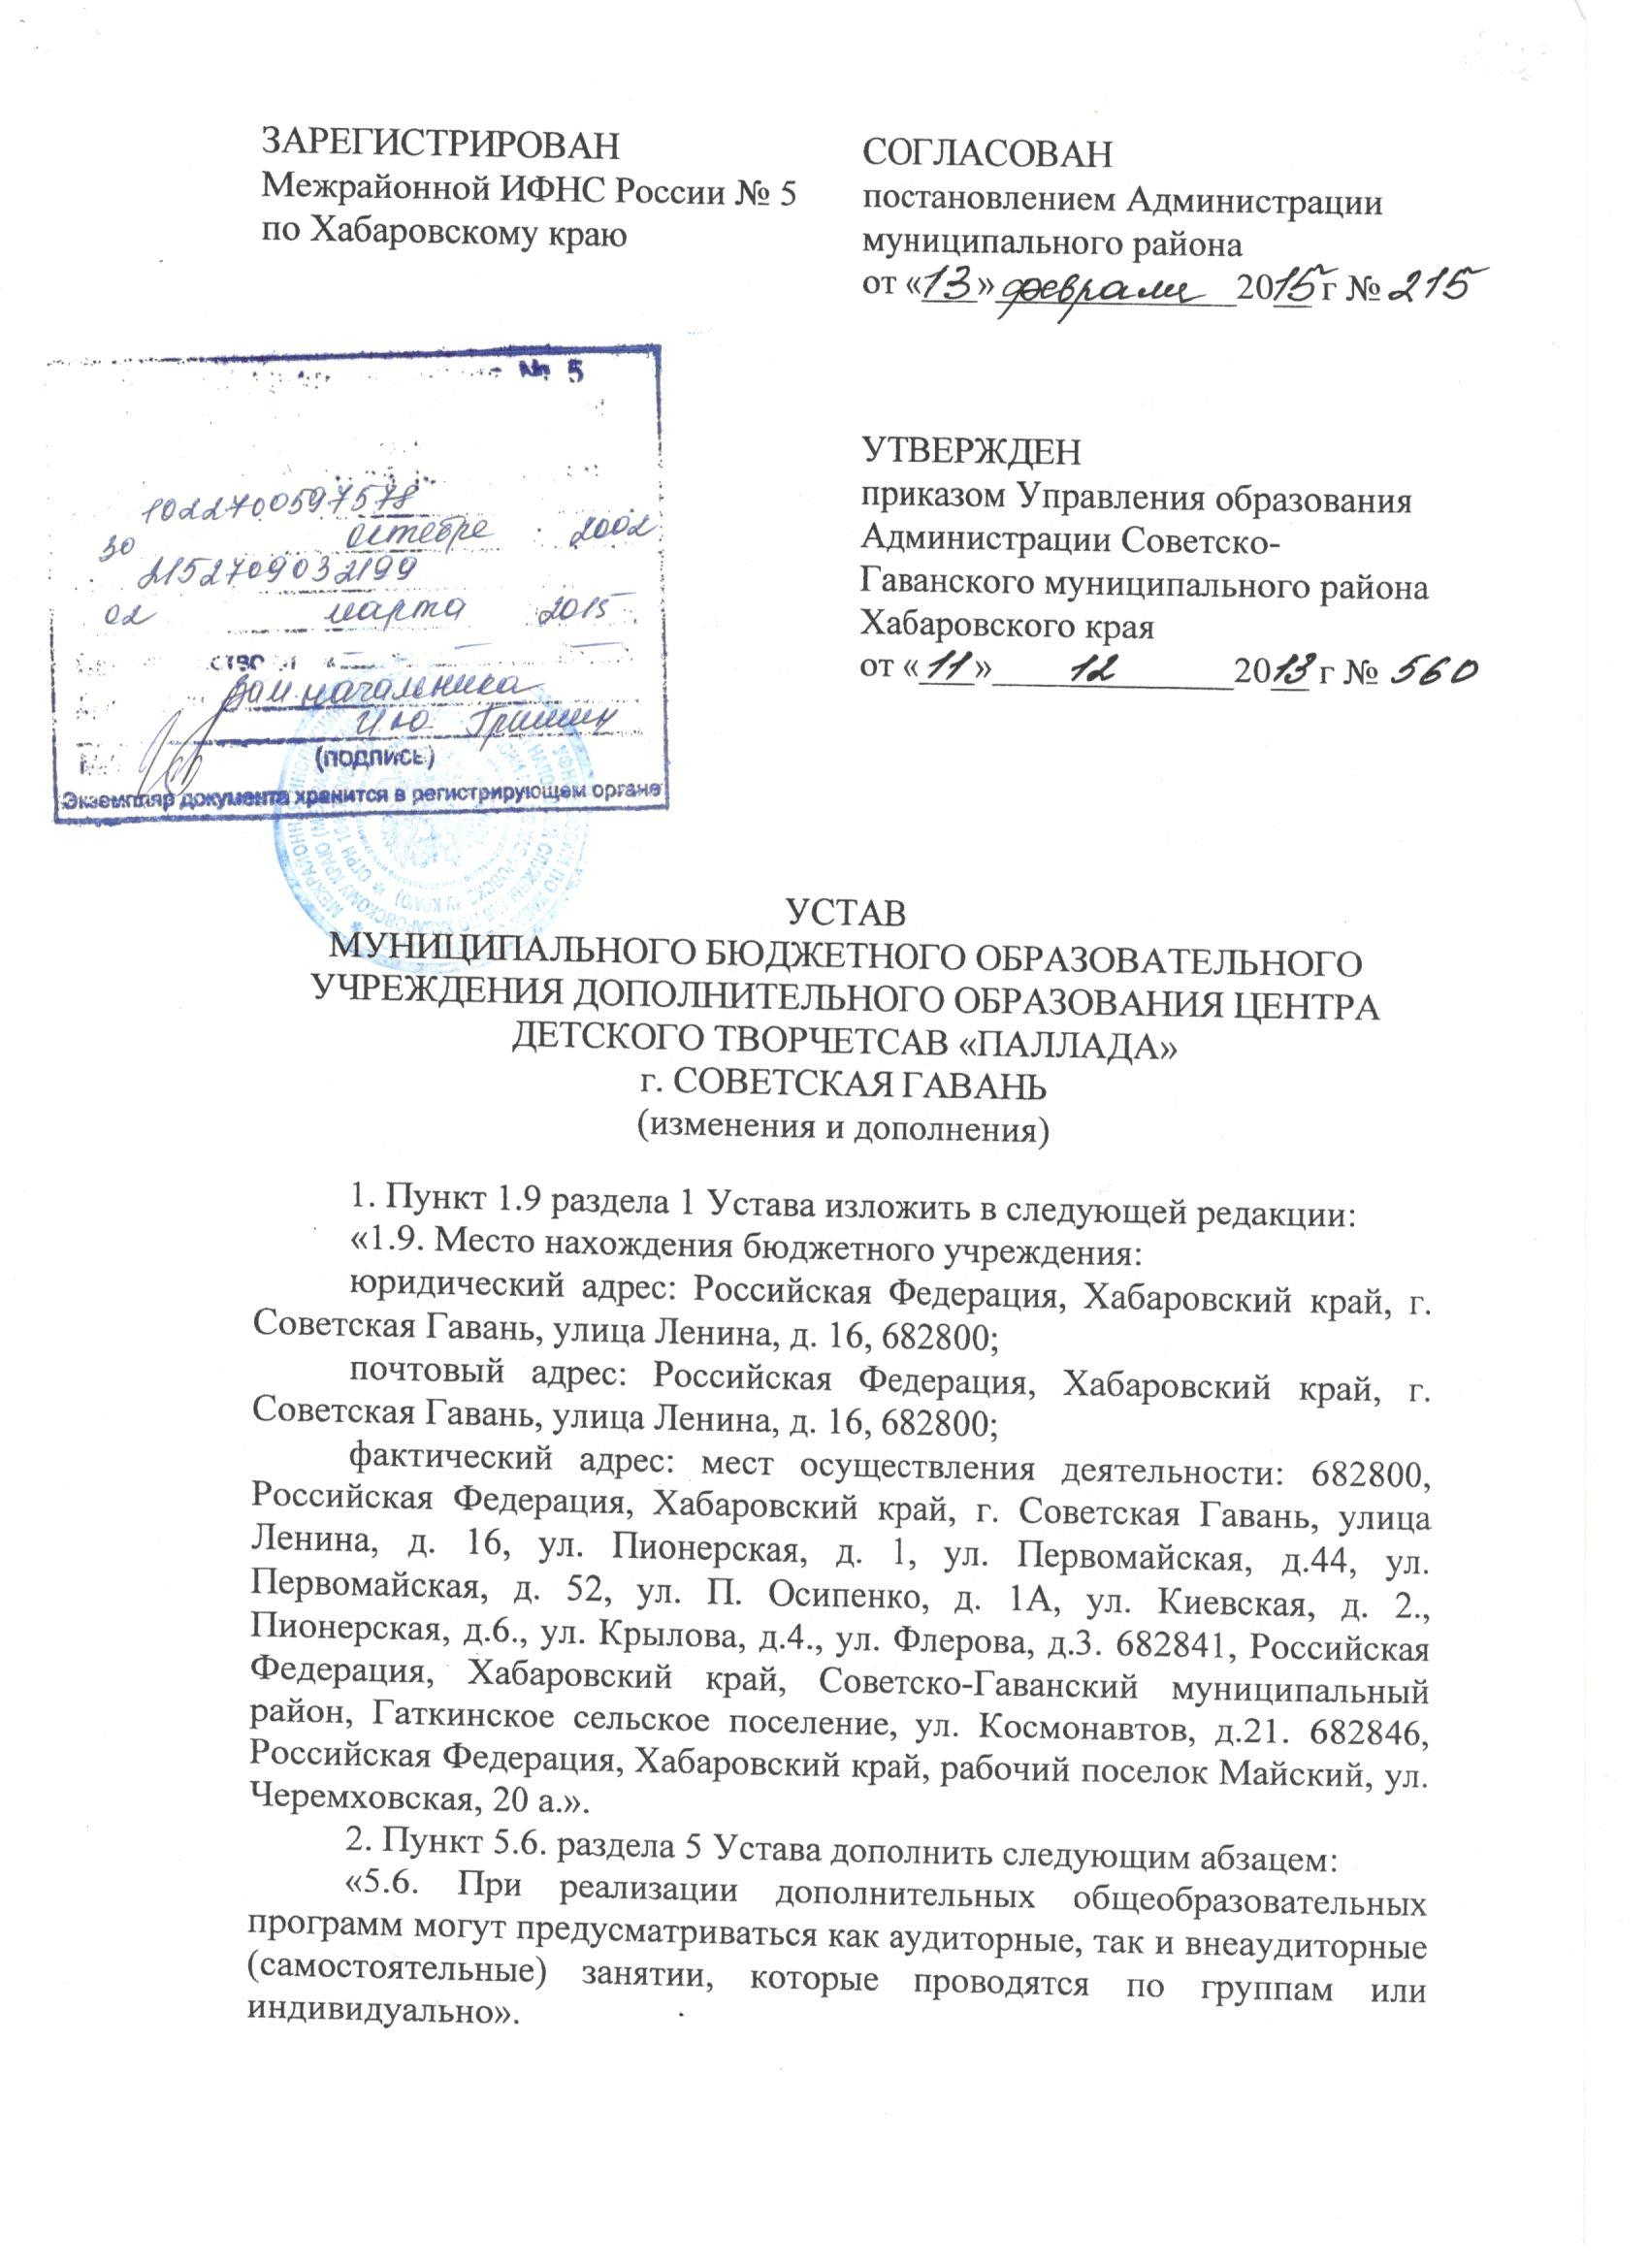 ЗАРЕГИСТРИРОВАН
Межрайонной ИФНС России № 5
по Хабаровскому краю
СОГЛАСОВАН
постановлением Администрации
муниципального района
от «13» февраля 2015 г № 215
№ 5
1022700597578
30 октября 2002
2152709032199
02 марта 2015
Зам. начальника
И.Ю. Гришин
(подпись)
Экземпляр документа хранится в регистрирующем органе
УТВЕРЖДЕН
приказом Управления образования
Администрации Советско-
Гаванского муниципального района
Хабаровского края
от «11» 12 2013 г № 560
УСТАВ
МУНИЦИПАЛЬНОГО БЮДЖЕТНОГО ОБРАЗОВАТЕЛЬНОГО
УЧРЕЖДЕНИЯ ДОПОЛНИТЕЛЬНОГО ОБРАЗОВАНИЯ ЦЕНТРА
ДЕТСКОГО ТВОРЧЕТСАВ «ПАЛЛАДА»
г. СОВЕТСКАЯ ГАВАНЬ
(изменения и дополнения)
1. Пункт 1.9 раздела 1 Устава изложить в следующей редакции:
«1.9. Место нахождения бюджетного учреждения:
юридический адрес: Российская Федерация, Хабаровский край, г.
Советская Гавань, улица Ленина, д. 16, 682800;
почтовый адрес: Российская Федерация, Хабаровский край, г.
Советская Гавань, улица Ленина, д. 16, 682800;
фактический адрес: мест осуществления деятельности: 682800,
Российская Федерация, Хабаровский край, г. Советская Гавань, улица
Ленина, д. 16, ул. Пионерская, д. 1, ул. Первомайская, д.44, ул.
Первомайская, д. 52, ул. П. Осипенко, д. 1А, ул. Киевская, д. 2.,
Пионерская, д.6., ул. Крылова, д.4., ул. Флерова, д.3. 682841, Российская
Федерация, Хабаровский край, Советско-Гаванский муниципальный
район, Гаткинское сельское поселение, ул. Космонавтов, д.21. 682846,
Российская Федерация, Хабаровский край, рабочий поселок Майский, ул.
Черемховская, 20 а.».
2. Пункт 5.6. раздела 5 Устава дополнить следующим абзацем:
«5.6. При реализации дополнительных общеобразовательных
программ могут предусматриваться как аудиторные, так и внеаудиторные
(самостоятельные) занятии, которые проводятся по группам или
индивидуально».